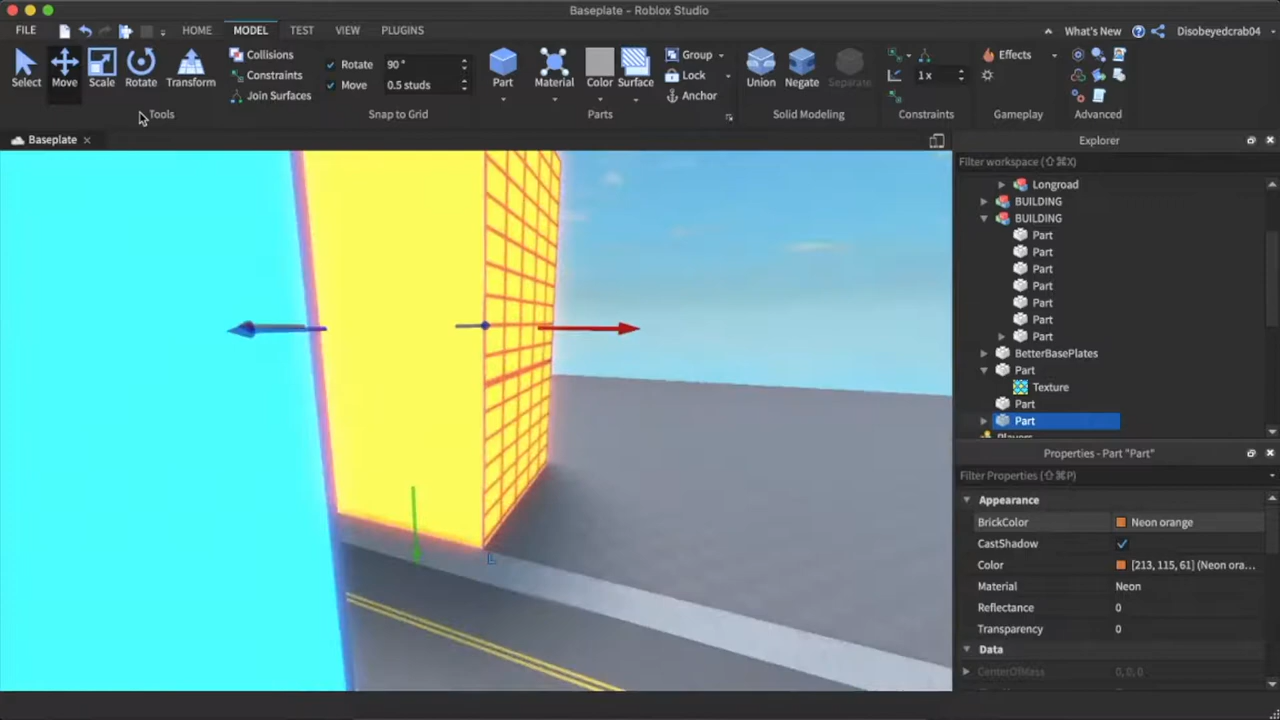 Baseplate – Roblox Studio
FILE HOME MODEL TEST VIEW PLUGINS What's New Disobeyedcrab04
Select Move Scale Rotate Transform
Collisions
Constraints
Join Surfaces
Tools
Rotate 90 °
Move 0.5 studs
Snap to Grid
Part Material Color Surface
Group
Lock
Anchor
Parts
Union Negate Separate
Solid Modeling
1 x
Constraints
Effects
Gameplay
Advanced
Baseplate
Explorer
Filter workspace (⇧⌘X)
Longroad
BUILDING
BUILDING
Part
Part
Part
Part
Part
Part
Part
BetterBasePlates
Part
Texture
Part
Part
Players
L
Properties - Part "Part"
Filter Properties (⇧⌘P)
Appearance
BrickColor Neon orange
CastShadow
Color [213, 115, 61] (Neon ora...
Material Neon
Reflectance 0
Transparency 0
Data
CenterOfMass 0, 0, 0